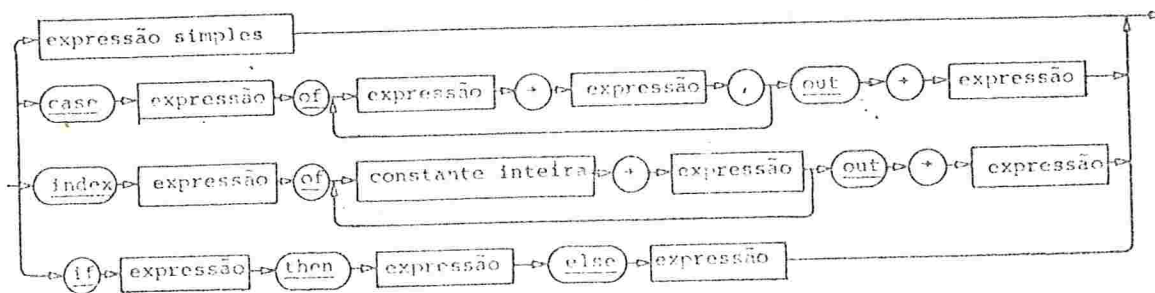 expressão simples
case expressão of expressão → expressão , out → expressão
index expressão of constante inteira → expressão out → expressão
if expressão then expressão else expressão